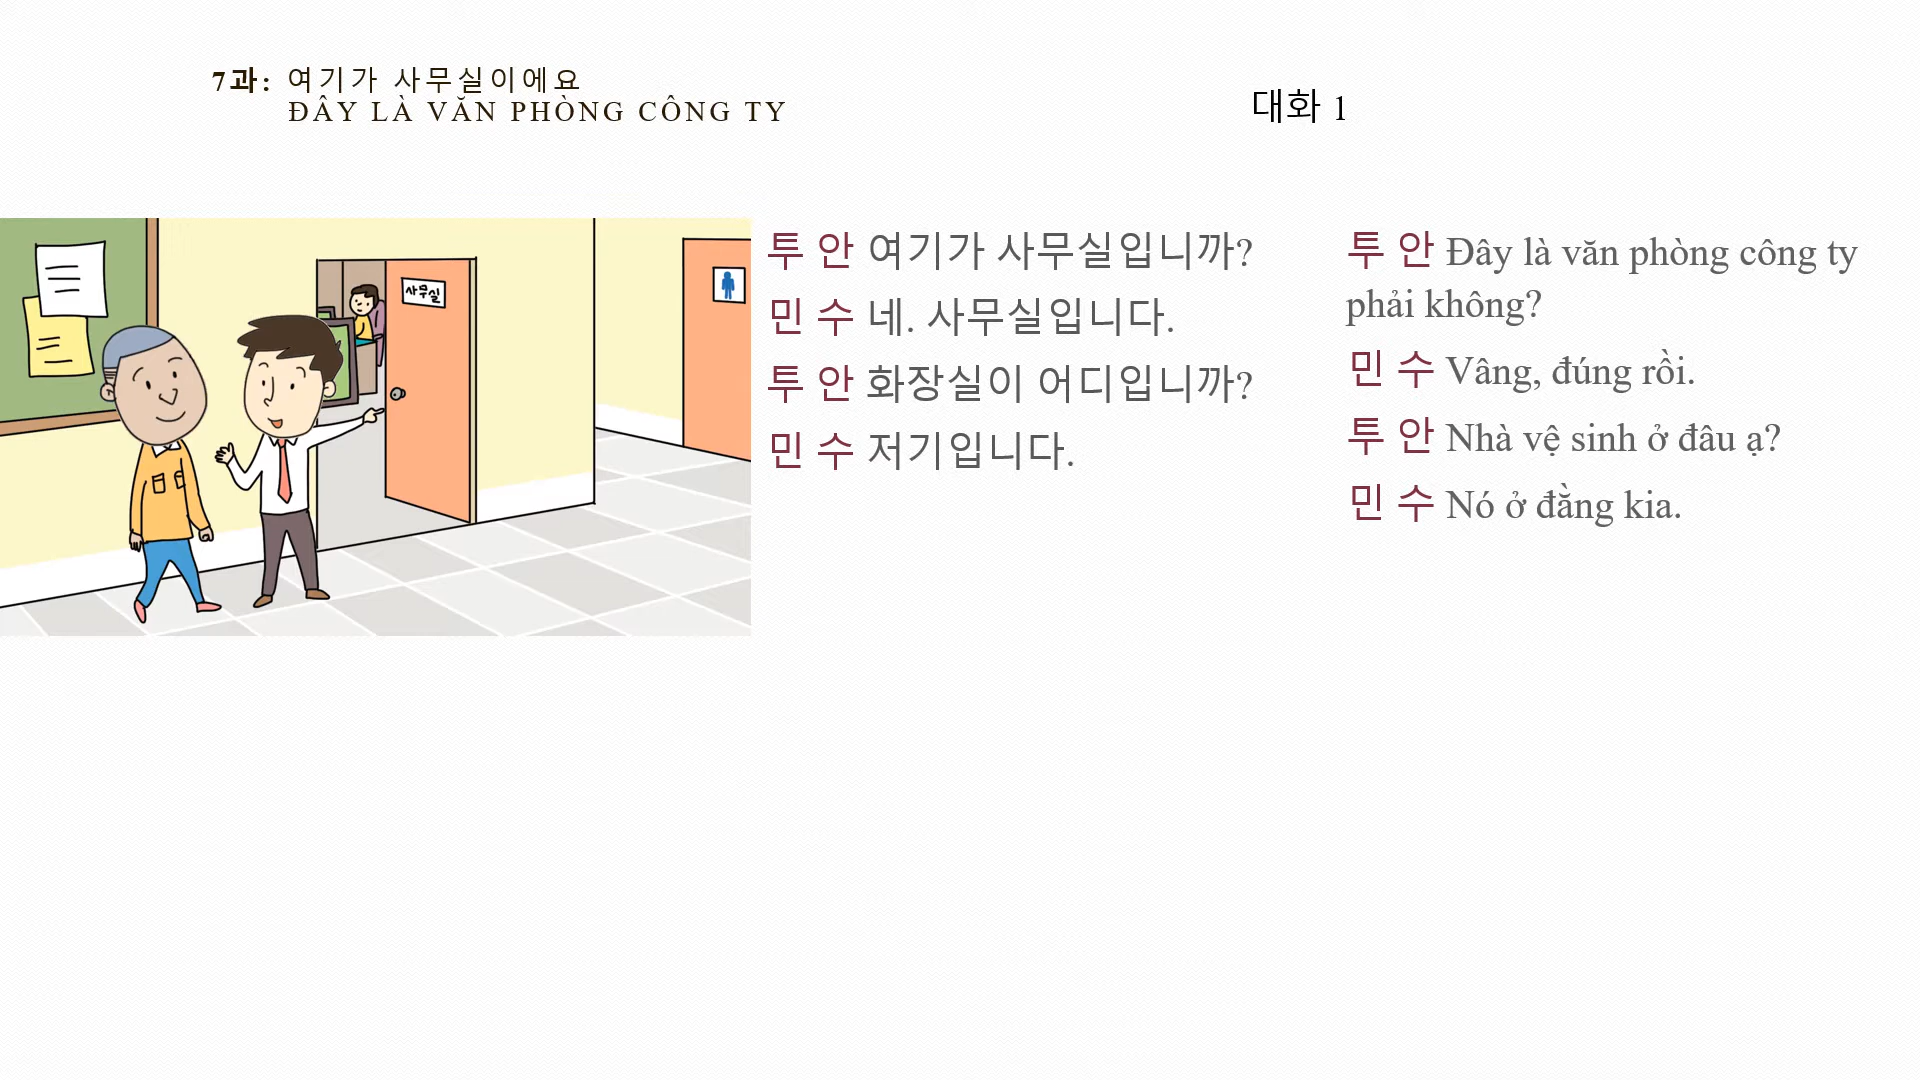 7과: 여기가 사무실이에요
ĐÂY LÀ VĂN PHÒNG CÔNG TY
대화 1
사무실
투 안 여기가 사무실입니까?
민 수 네. 사무실입니다.
투 안 화장실이 어디입니까?
민 수 저기입니다.
투 안 Đây là văn phòng công ty
phải không?
민 수 Vâng, đúng rồi.
투 안 Nhà vệ sinh ở đâu ạ?
민 수 Nó ở đằng kia.